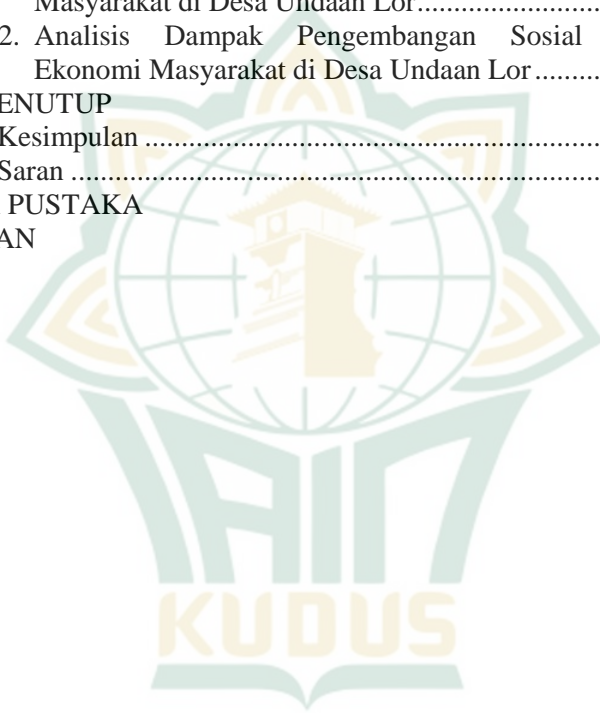 Masyarakat di Desa Undaan Lor...........................
2. Analisis Dampak Pengembangan Sosial
Ekonomi Masyarakat di Desa Undaan Lor.........
ENUTUP
Kesimpulan ...............................................................
Saran .........................................................................
PUSTAKA
AN
IAIN
KUDUS